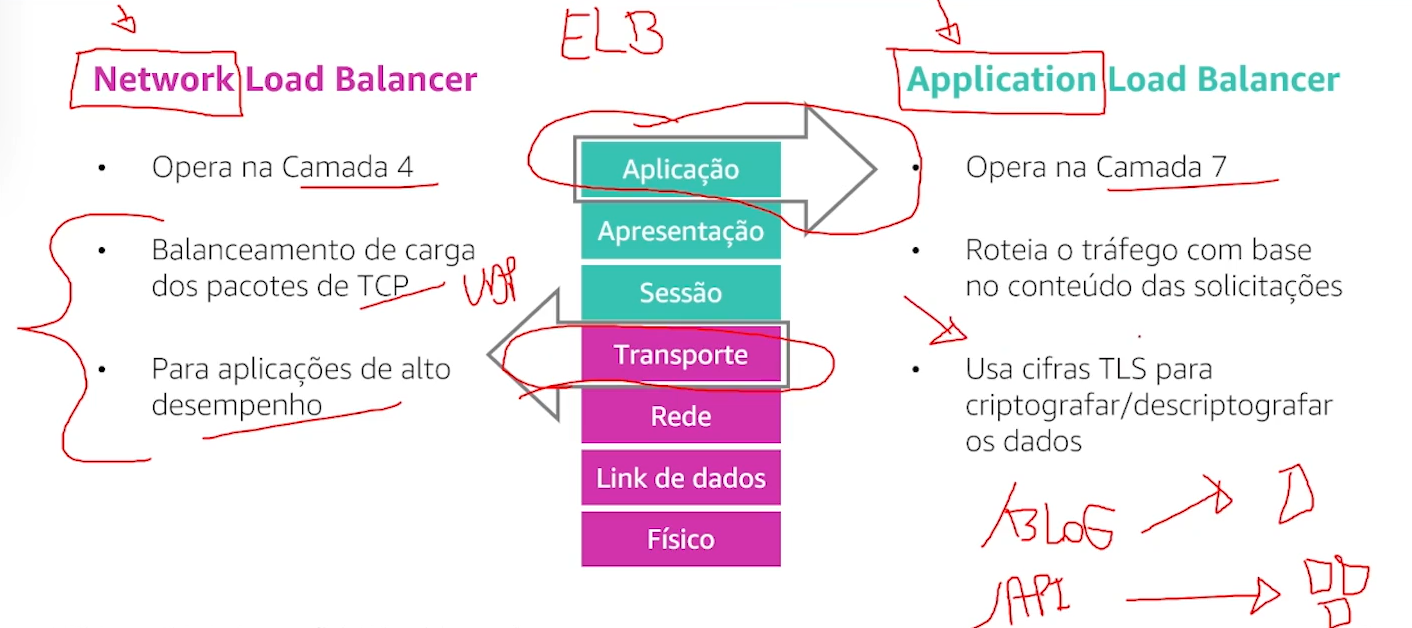 ELB
Network Load Balancer
• Opera na Camada 4
• Balanceamento de carga
dos pacotes de TCP UDP
• Para aplicações de alto
desempenho
Aplicação
Apresentação
Sessão
Transporte
Rede
Link de dados
Físico
Application Load Balancer
• Opera na Camada 7
• Roteia o tráfego com base
no conteúdo das solicitações
• Usa cifras TLS para
criptografar/descriptografar
os dados
/BLOG
/API